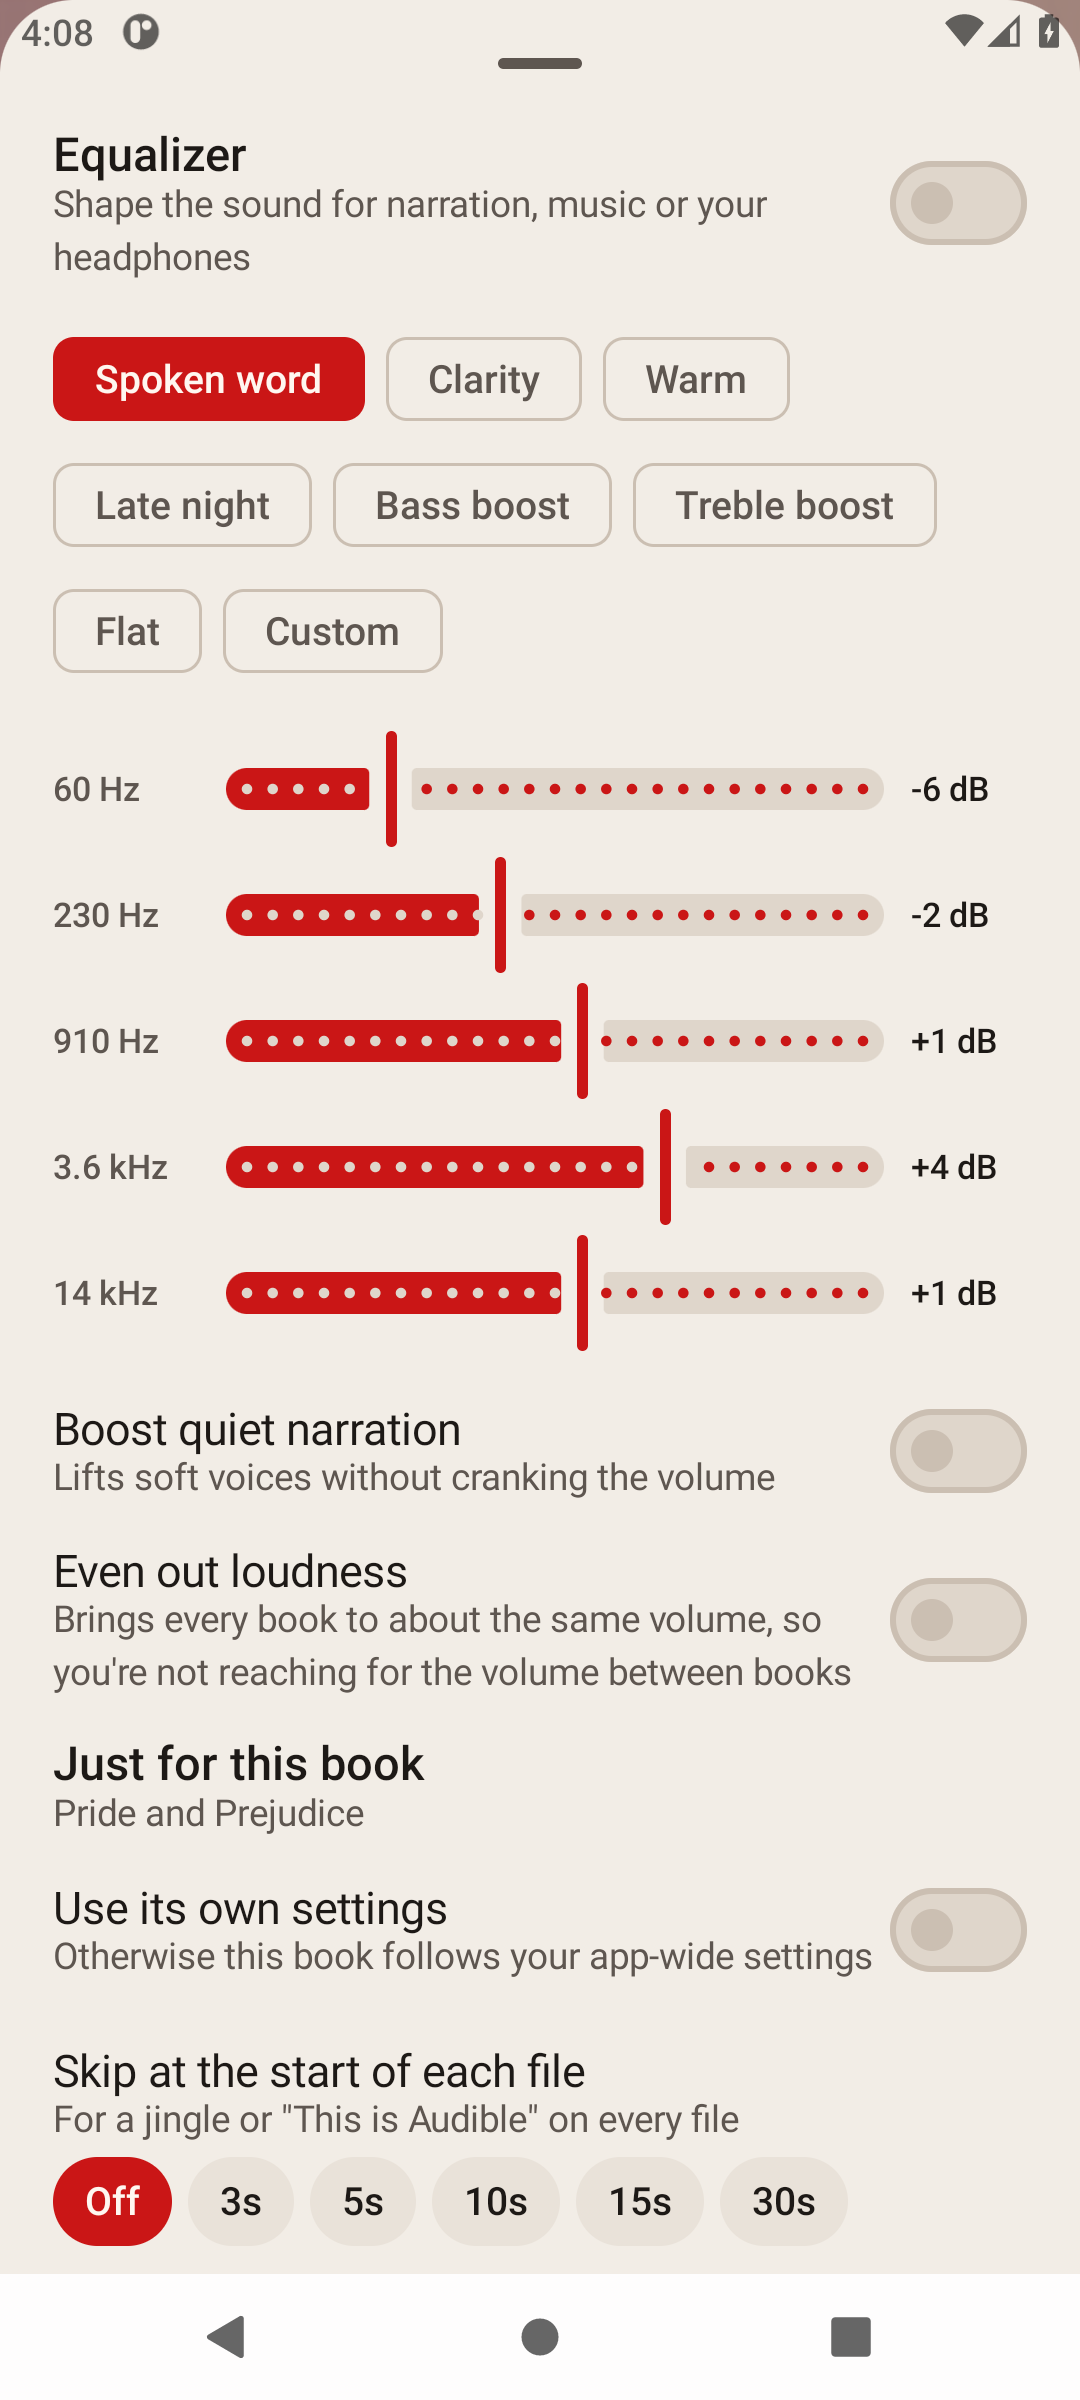 4:08
Equalizer
Shape the sound for narration, music or your
headphones
Spoken word
Clarity
Warm
Late night
Bass boost
Treble boost
Flat
Custom
60 Hz
-6 dB
230 Hz
-2 dB
910 Hz
+1 dB
3.6 kHz
+4 dB
14 kHz
+1 dB
Boost quiet narration
Lifts soft voices without cranking the volume
Even out loudness
Brings every book to about the same volume, so
you're not reaching for the volume between books
Just for this book
Pride and Prejudice
Use its own settings
Otherwise this book follows your app-wide settings
Skip at the start of each file
For a jingle or "This is Audible" on every file
Off
3s
5s
10s
15s
30s